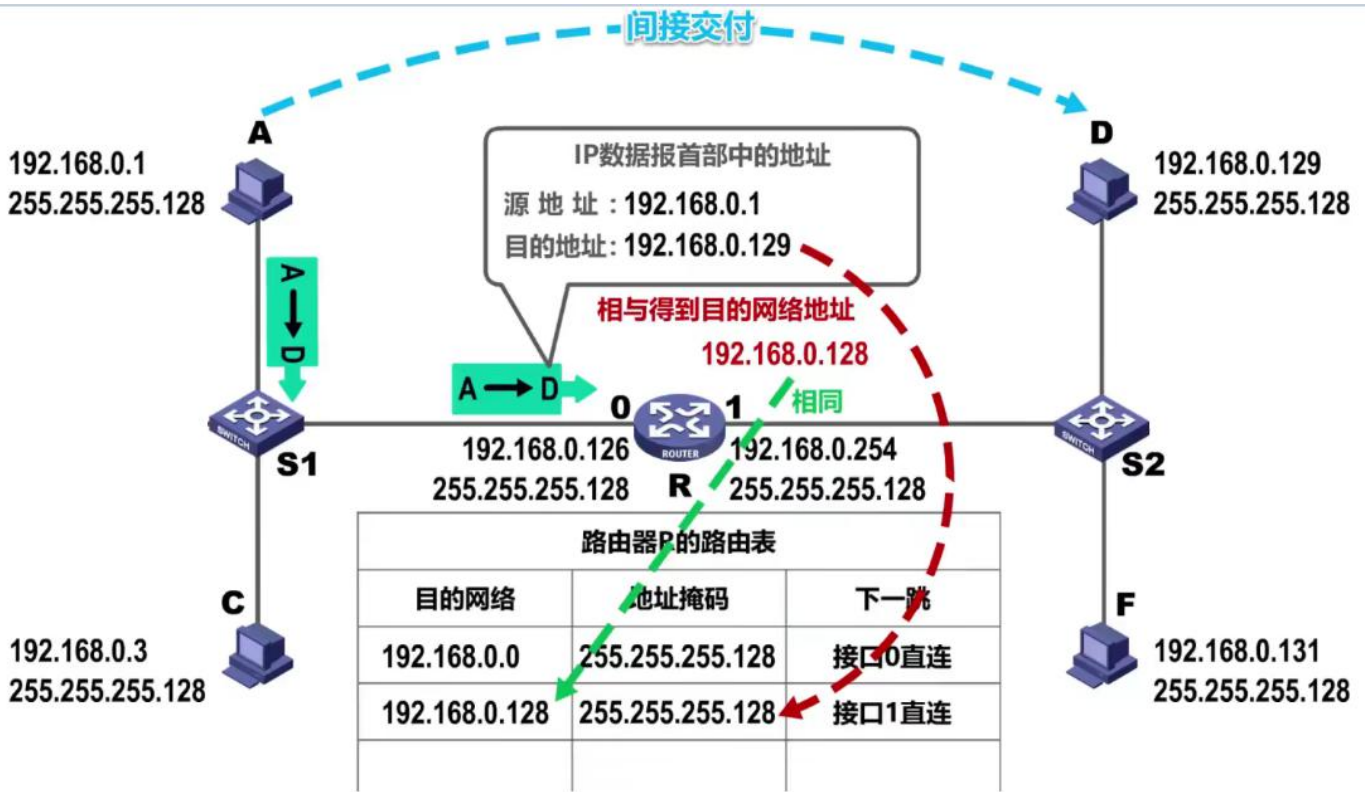 间接交付
A
192.168.0.1
255.255.255.128
D
192.168.0.129
255.255.255.128
IP数据报首部中的地址
源地址：192.168.0.1
目的地址：192.168.0.129
相与得到目的网络地址
192.168.0.128
相同
A → D
A → D
SWITCH
S1
0
1
ROUTER
R
192.168.0.126
255.255.255.128
192.168.0.254
255.255.255.128
SWITCH
S2
路由器R的路由表
目的网络 地址掩码 下一跳
192.168.0.0 255.255.255.128 接口0直连
192.168.0.128 255.255.255.128 接口1直连
C
192.168.0.3
255.255.255.128
F
192.168.0.131
255.255.255.128